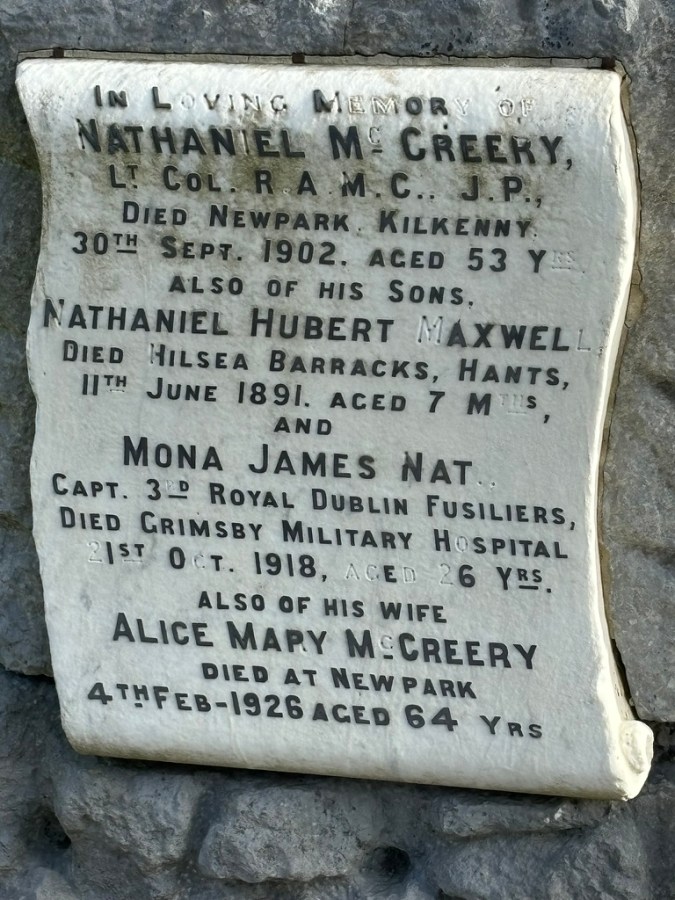 In Loving Memory of
Nathaniel McCreery,
Lt Col. R.A.M.C., J.P.,
Died Newpark, Kilkenny.
30th Sept. 1902. aged 53 Yrs.
also of his Sons,
Nathaniel Hubert Maxwell,
Died Hilsea Barracks, Hants,
11th June 1891. aged 7 Mths,
and
Mona James Nat..
Capt. 3rd Royal Dublin Fusiliers,
Died Grimsby Military Hospital
21st Oct. 1918, aged 26 Yrs.
also of his wife
Alice Mary McCreery
died at Newpark
4th Feb-1926 aged 64 Yrs